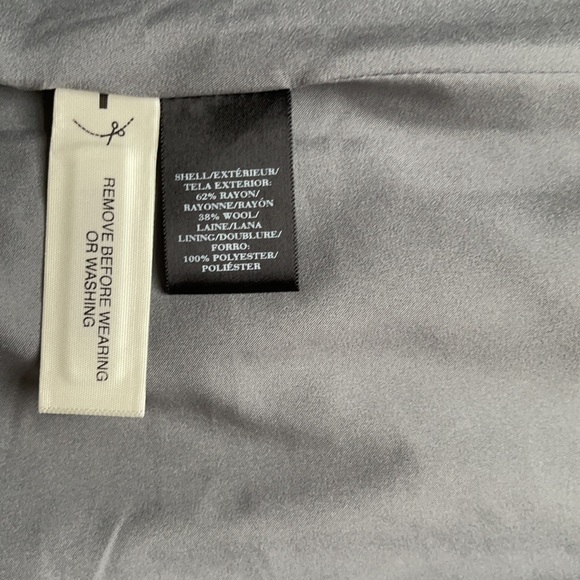 REMOVE BEFORE WEARING
OR WASHING
SHELL/EXTÉRIEUR/
TELA EXTERIOR:
62% RAYON/
RAYONNE/RAYÓN
38% WOOL/
LAINE/LANA
LINING/DOUBLURE/
FORRO:
100% POLYESTER/
POLIÉSTER